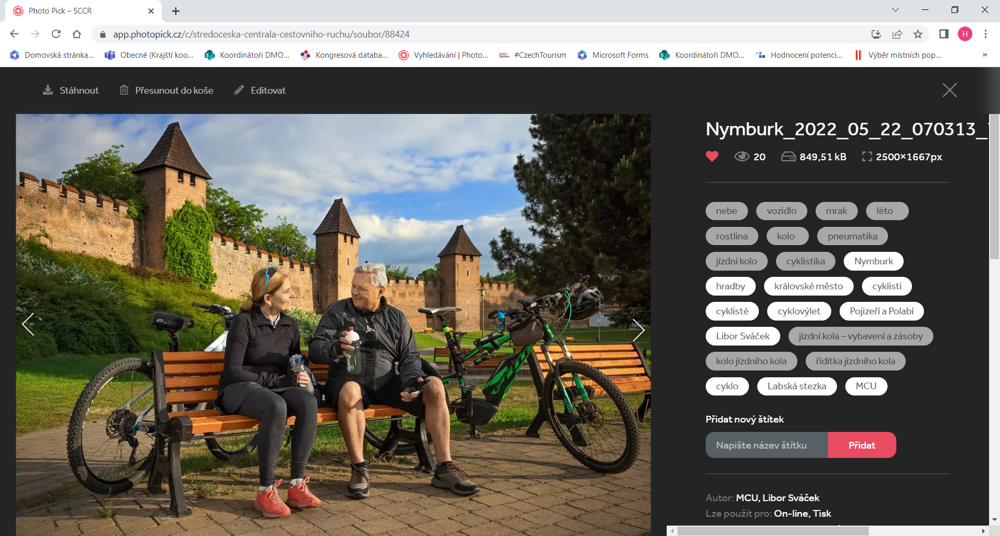 Photo Pick – SCCR
app.photopick.cz/c/stredoceska-centrala-cestovniho-ruchu/soubor/88424
H
Domovská stránka... Obecné (Krajští koo... Koordinátoři DMO... Kongresová databa... Vyhledávání | Photo... #CzechTourism Microsoft Forms Koordinátoři DMO... Hodnocení potenci... Výběr místních pop... »
Stáhnout Přesunout do koše Editovat
Nymburk_2022_05_22_070313_
20 849,51 kB 2500×1667px
nebe vozidlo mrak léto
rostlina kolo pneumatika
jízdní kolo cyklistika Nymburk
hradby královské město cyklisti
cyklisté cyklovýlet Pojizeří a Polabí
Libor Sváček jízdní kola – vybavení a zásoby
kolo jízdního kola řídítka jízdního kola
cyklo Labská stezka MCU
Přidat nový štítek
Napište název štítku Přidat
Autor: MCU, Libor Sváček
Lze použít pro: On-line, Tisk